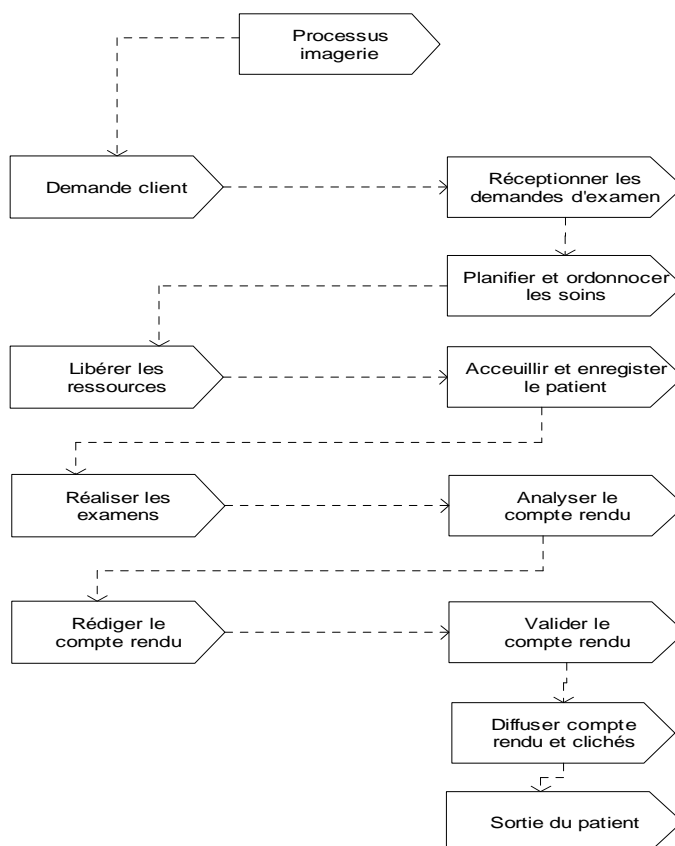 Processus
imagerie
Demande client
Réceptionner les
demandes d'examen
Planifier et ordonnocer
les soins
Libérer les
ressources
Acceuillir et enregister
le patient
Réaliser les
examens
Analyser le
compte rendu
Rédiger le
compte rendu
Valider le
compte rendu
Diffuser compte
rendu et clichés
Sortie du patient